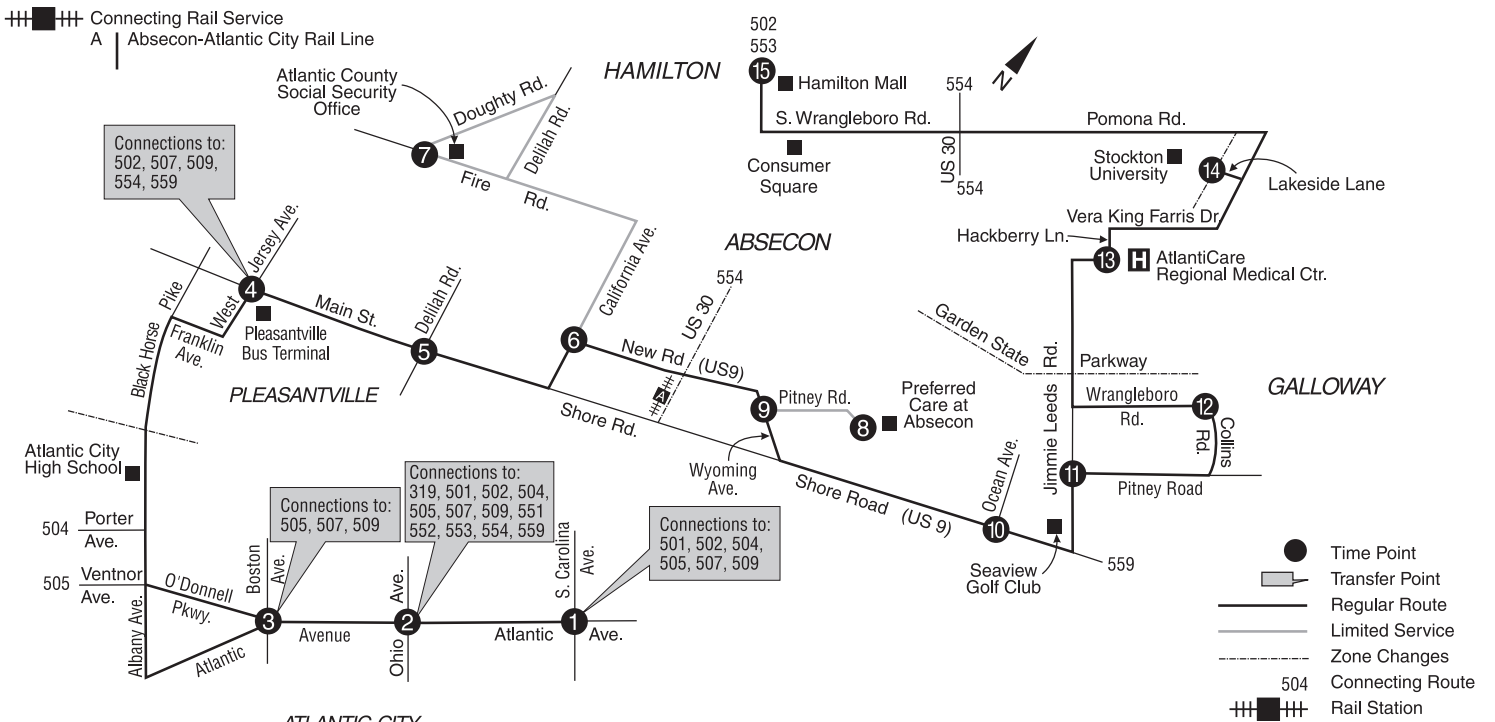 Connecting Rail Service
A Absecon-Atlantic City Rail Line
502
553
HAMILTON
15
Hamilton Mall
N
Atlantic County
Social Security
Office
Doughty Rd.
Delilah Rd.
7
Fire
Rd.
S. Wrangleboro Rd.
554
US 30
554
Pomona Rd.
Consumer
Square
Stockton
University
14
Lakeside Lane
Vera King Farris Dr.
Hackberry Ln.
13
H
AtlantiCare
Regional Medical Ctr.
Connections to:
502, 507, 509,
554, 559
Jersey Ave.
West
4
Pleasantville
Bus Terminal
Main St.
Delilah Rd.
5
Black Horse Pike
Franklin
Ave.
PLEASANTVILLE
California Ave.
6
ABSECON
554
US 30
New Rd (US9)
A
Shore Rd.
9
Pitney Rd.
8
Preferred
Care at
Absecon
Wyoming
Ave.
Shore Road (US 9)
Ocean Ave.
10
Seaview
Golf Club
559
Garden State
Parkway
Jimmie Leeds Rd.
Wrangleboro
Rd.
12
Collins
Rd.
11
Pitney Road
GALLOWAY
Atlantic City
High School
504
Porter
Ave.
505
Ventnor
Ave.
Albany Ave.
O'Donnell
Pkwy.
Atlantic
Boston
Ave.
3
Connections to:
505, 507, 509
Avenue
Ohio
Ave.
2
Connections to:
319, 501, 502, 504,
505, 507, 509, 551
552, 553, 554, 559
Atlantic
S. Carolina
Ave.
1
Ave.
Connections to:
501, 502, 504,
505, 507, 509
ATLANTIC CITY
Time Point
Transfer Point
Regular Route
Limited Service
Zone Changes
504 Connecting Route
Rail Station